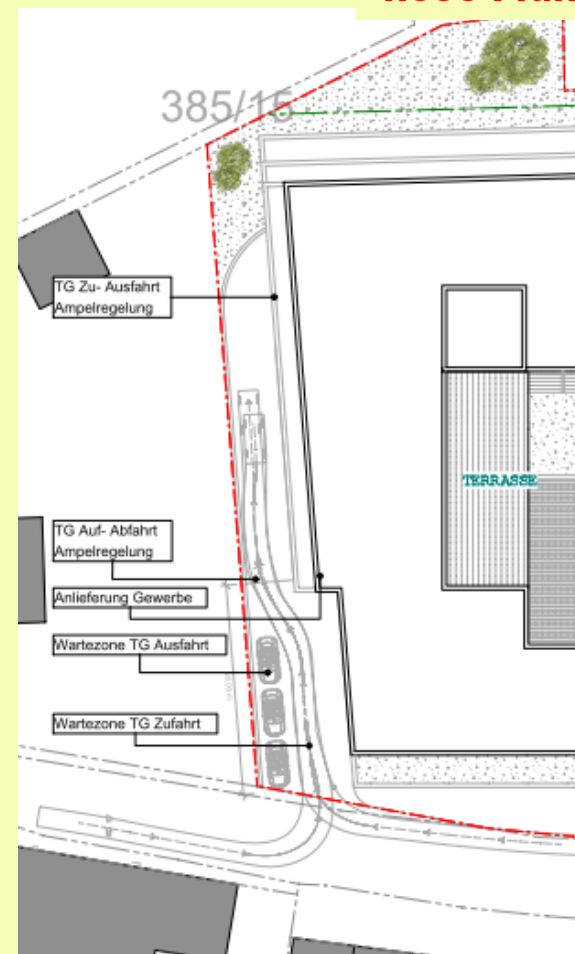 385/15
TG Zu- Ausfahrt
Ampelregelung
TERRASSE
TG Auf- Abfahrt
Ampelregelung
Anlieferung Gewerbe
Wartezone TG Ausfahrt
Wartezone TG Zufahrt